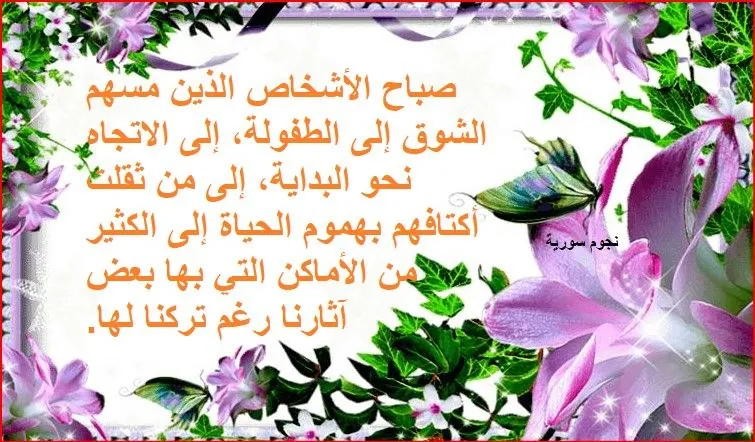 صباح الأشخاص الذين مسهم
الشوق إلى الطفولة، إلى الاتجاه
نحو البداية، إلى من ثقلت
أكتافهم بهموم الحياة إلى الكثير
من الأماكن التي بها بعض
آثارنا رغم تركنا لها.
نجوم سورية